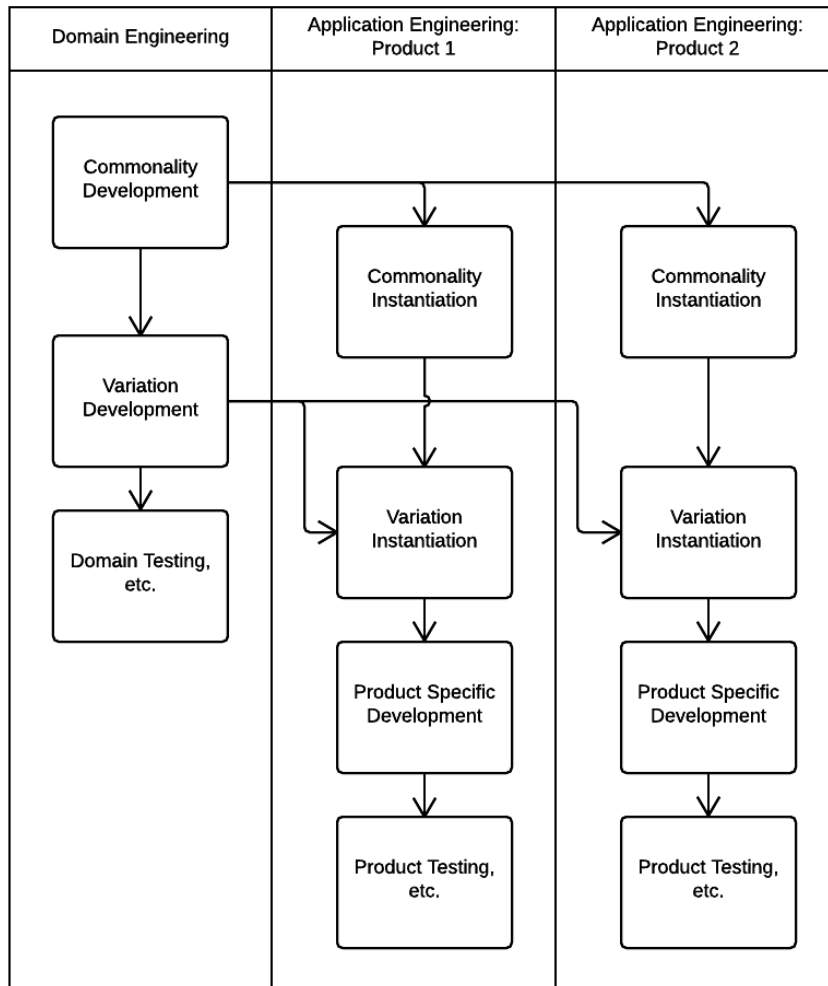 Domain Engineering
Application Engineering:
Product 1
Application Engineering:
Product 2
Commonality
Development
Commonality
Instantiation
Commonality
Instantiation
Variation
Development
Variation
Instantiation
Variation
Instantiation
Domain Testing,
etc.
Product Specific
Development
Product Specific
Development
Product Testing,
etc.
Product Testing,
etc.